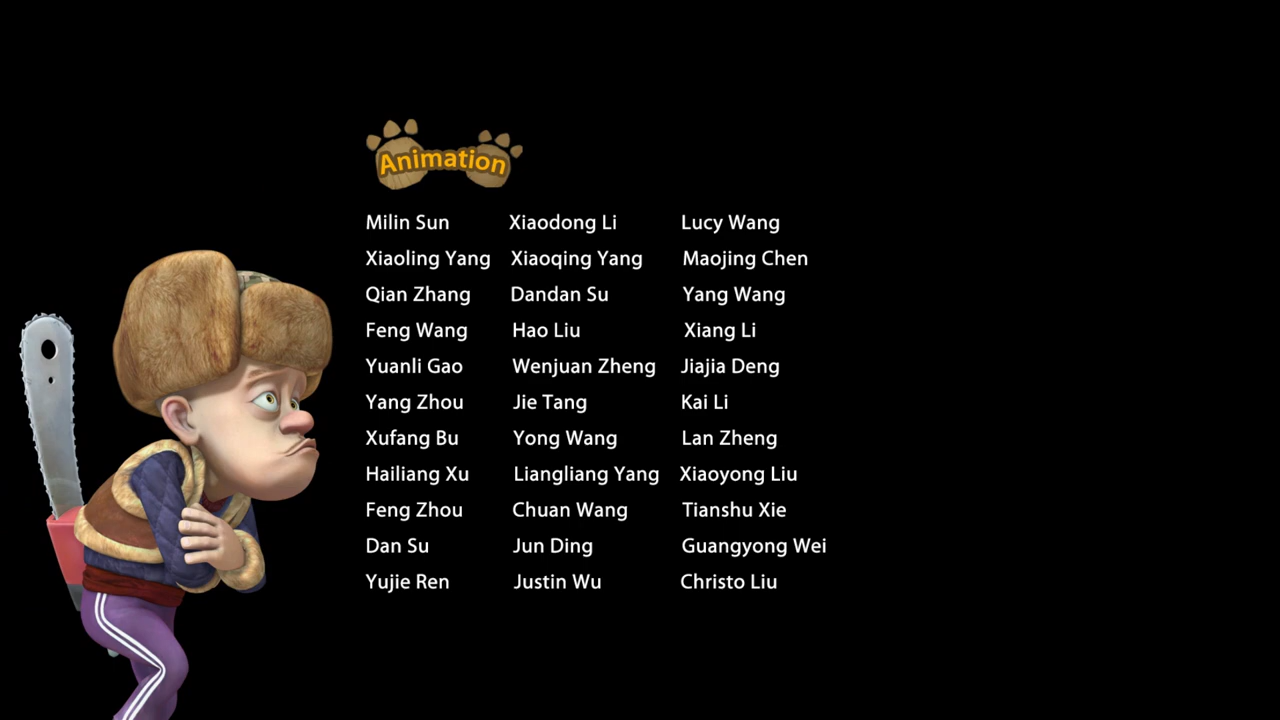 Animation
Milin Sun Xiaodong Li Lucy Wang
Xiaoling Yang Xiaoqing Yang Maojing Chen
Qian Zhang Dandan Su Yang Wang
Feng Wang Hao Liu Xiang Li
Yuanli Gao Wenjuan Zheng Jiajia Deng
Yang Zhou Jie Tang Kai Li
Xufang Bu Yong Wang Lan Zheng
Hailiang Xu Liangliang Yang Xiaoyong Liu
Feng Zhou Chuan Wang Tianshu Xie
Dan Su Jun Ding Guangyong Wei
Yujie Ren Justin Wu Christo Liu